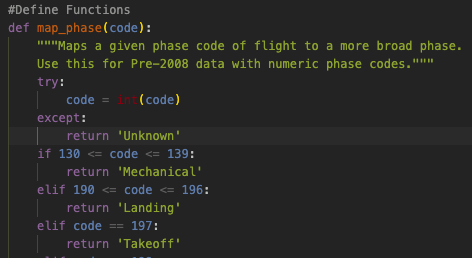 #Define Functions
def map_phase(code):
"""Maps a given phase code of flight to a more broad phase.
Use this for Pre-2008 data with numeric phase codes."""
try:
code = int(code)
except:
return 'Unknown'
if 130 <= code <= 139:
return 'Mechanical'
elif 190 <= code <= 196:
return 'Landing'
elif code == 197:
return 'Takeoff'